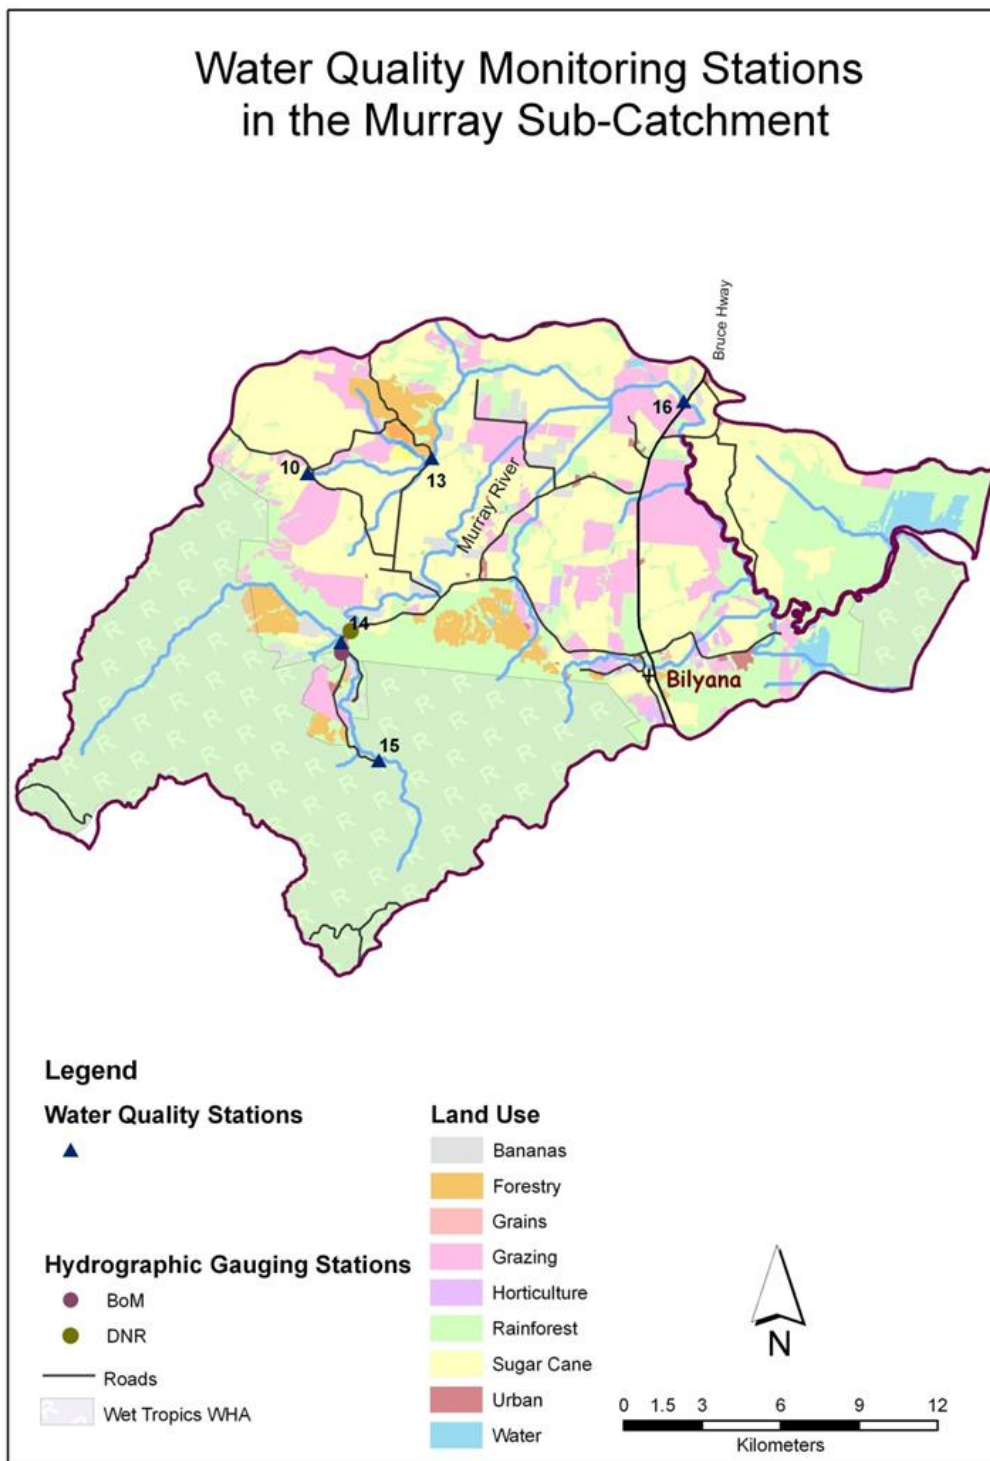 Water Quality Monitoring Stations
in the Murray Sub-Catchment
Bruce Hway
16
10
13
Murray River
14
Bilyana
15
Legend
Water Quality Stations
Hydrographic Gauging Stations
BoM
DNR
Roads
Wet Tropics WHA
Land Use
Bananas
Forestry
Grains
Grazing
Horticulture
Rainforest
Sugar Cane
Urban
Water
N
0 1.5 3 6 9 12
Kilometers